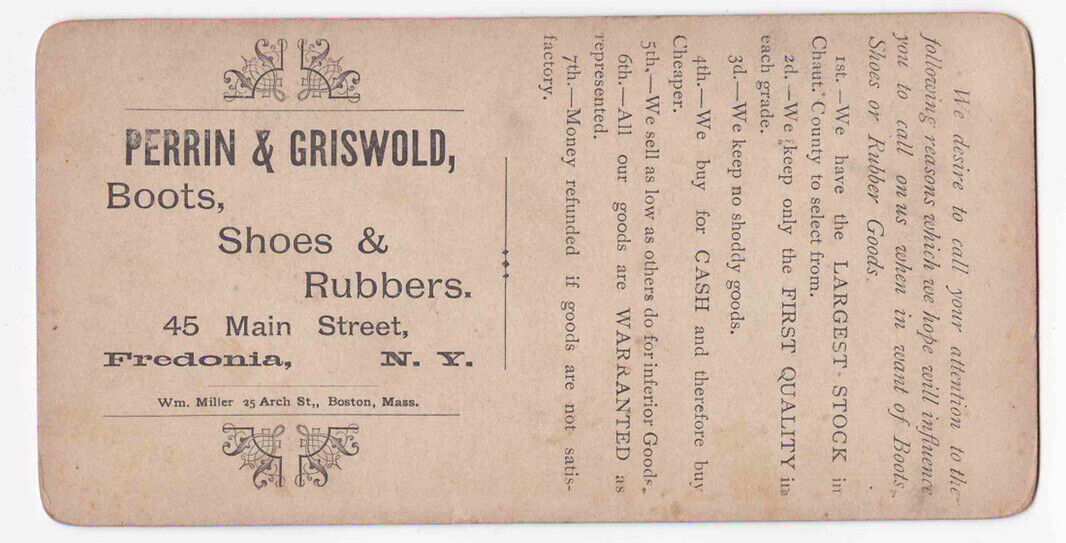 PERRIN & GRISWOLD,
Boots,
Shoes &
Rubbers.
45 Main Street,
Fredonia, N. Y.
Wm. Miller 25 Arch St,, Boston, Mass.
We desire to call your attention to the
following reasons which we hope will influence
you to call on us when in want of Boots,
Shoes or Rubber Goods.
1st.—We have the LARGEST STOCK in
Chaut. County to select from.
2d.—We keep only the FIRST QUALITY in
each grade.
3d.—We keep no shoddy goods.
4th.—We buy for CASH and therefore buy
Cheaper.
5th.—We sell as low as others do for inferior Goods.
6th.—All our goods are WARRANTED as
represented.
7th.—Money refunded if goods are not satis-
factory.